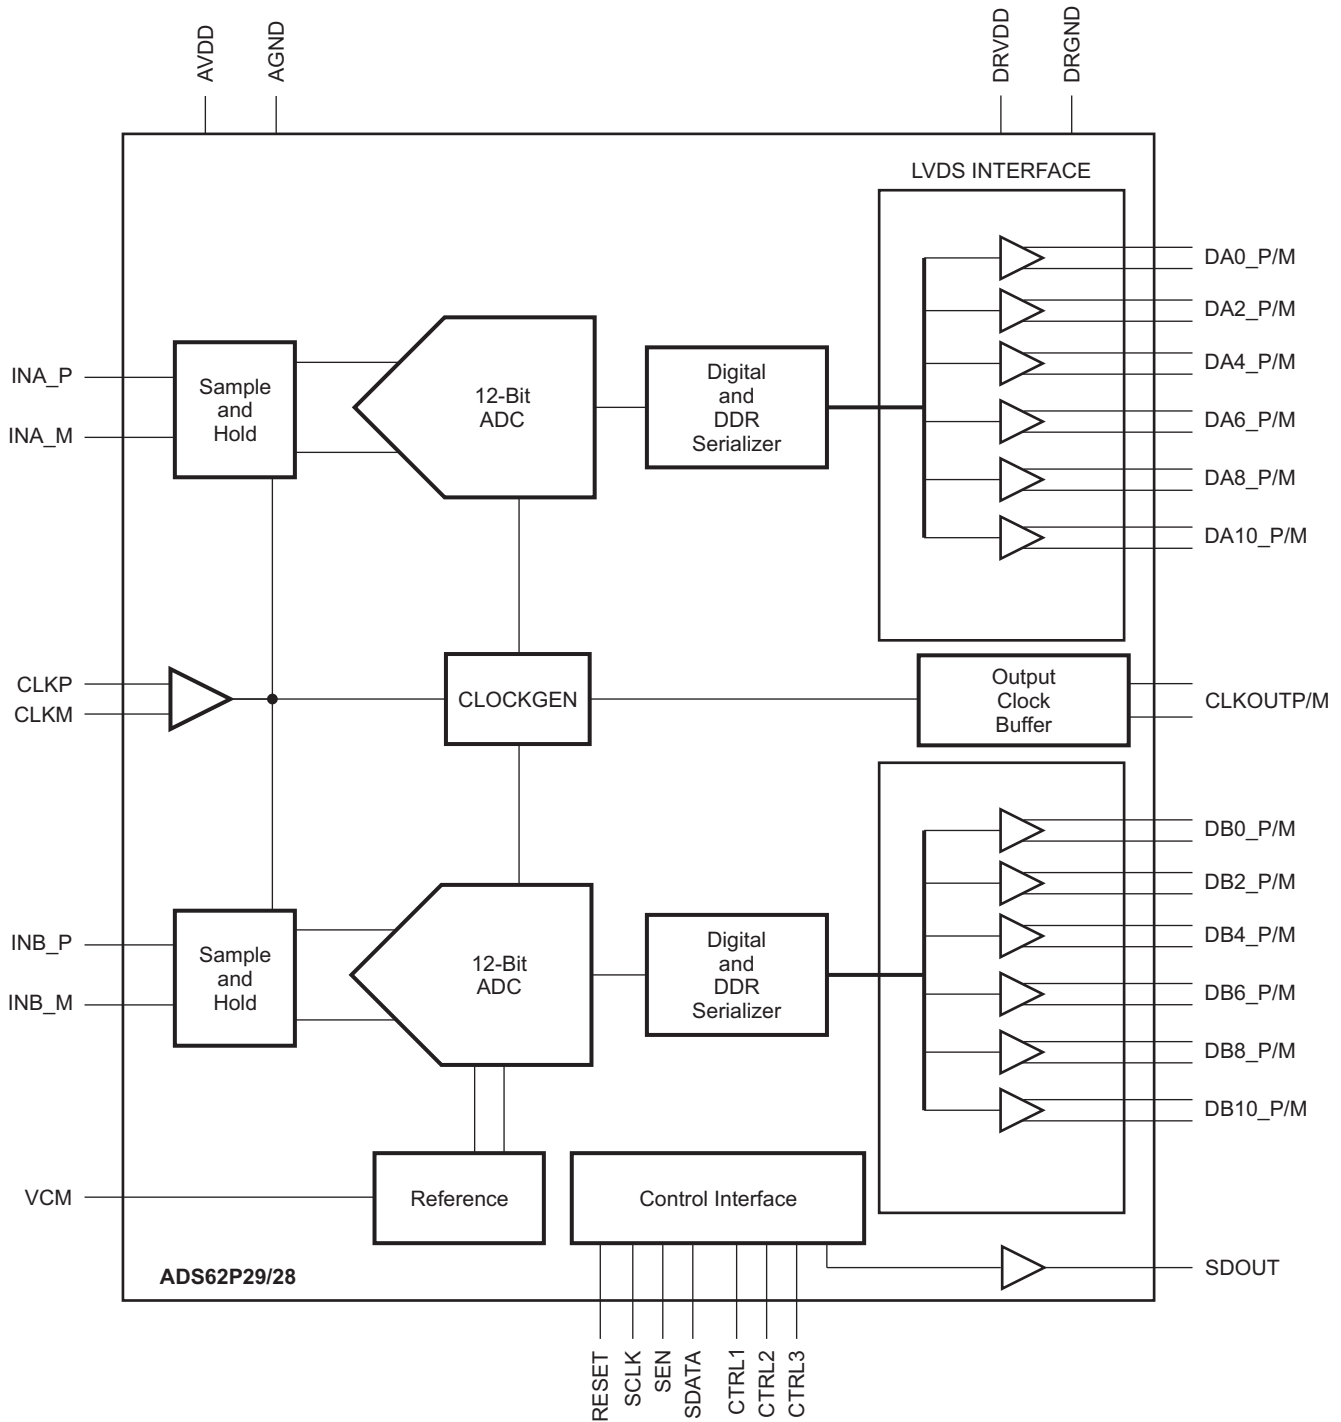 AVDD
AGND
DRVDD
DRGND
LVDS INTERFACE
DA0_P/M
DA2_P/M
DA4_P/M
DA6_P/M
DA8_P/M
DA10_P/M
INA_P
INA_M
Sample
and
Hold
12-Bit
ADC
Digital
and
DDR
Serializer
CLKP
CLKM
CLOCKGEN
Output
Clock
Buffer
CLKOUTP/M
DB0_P/M
DB2_P/M
DB4_P/M
DB6_P/M
DB8_P/M
DB10_P/M
INB_P
INB_M
Sample
and
Hold
12-Bit
ADC
Digital
and
DDR
Serializer
VCM
Reference
Control Interface
ADS62P29/28
SDOUT
RESET
SCLK
SEN
SDATA
CTRL1
CTRL2
CTRL3